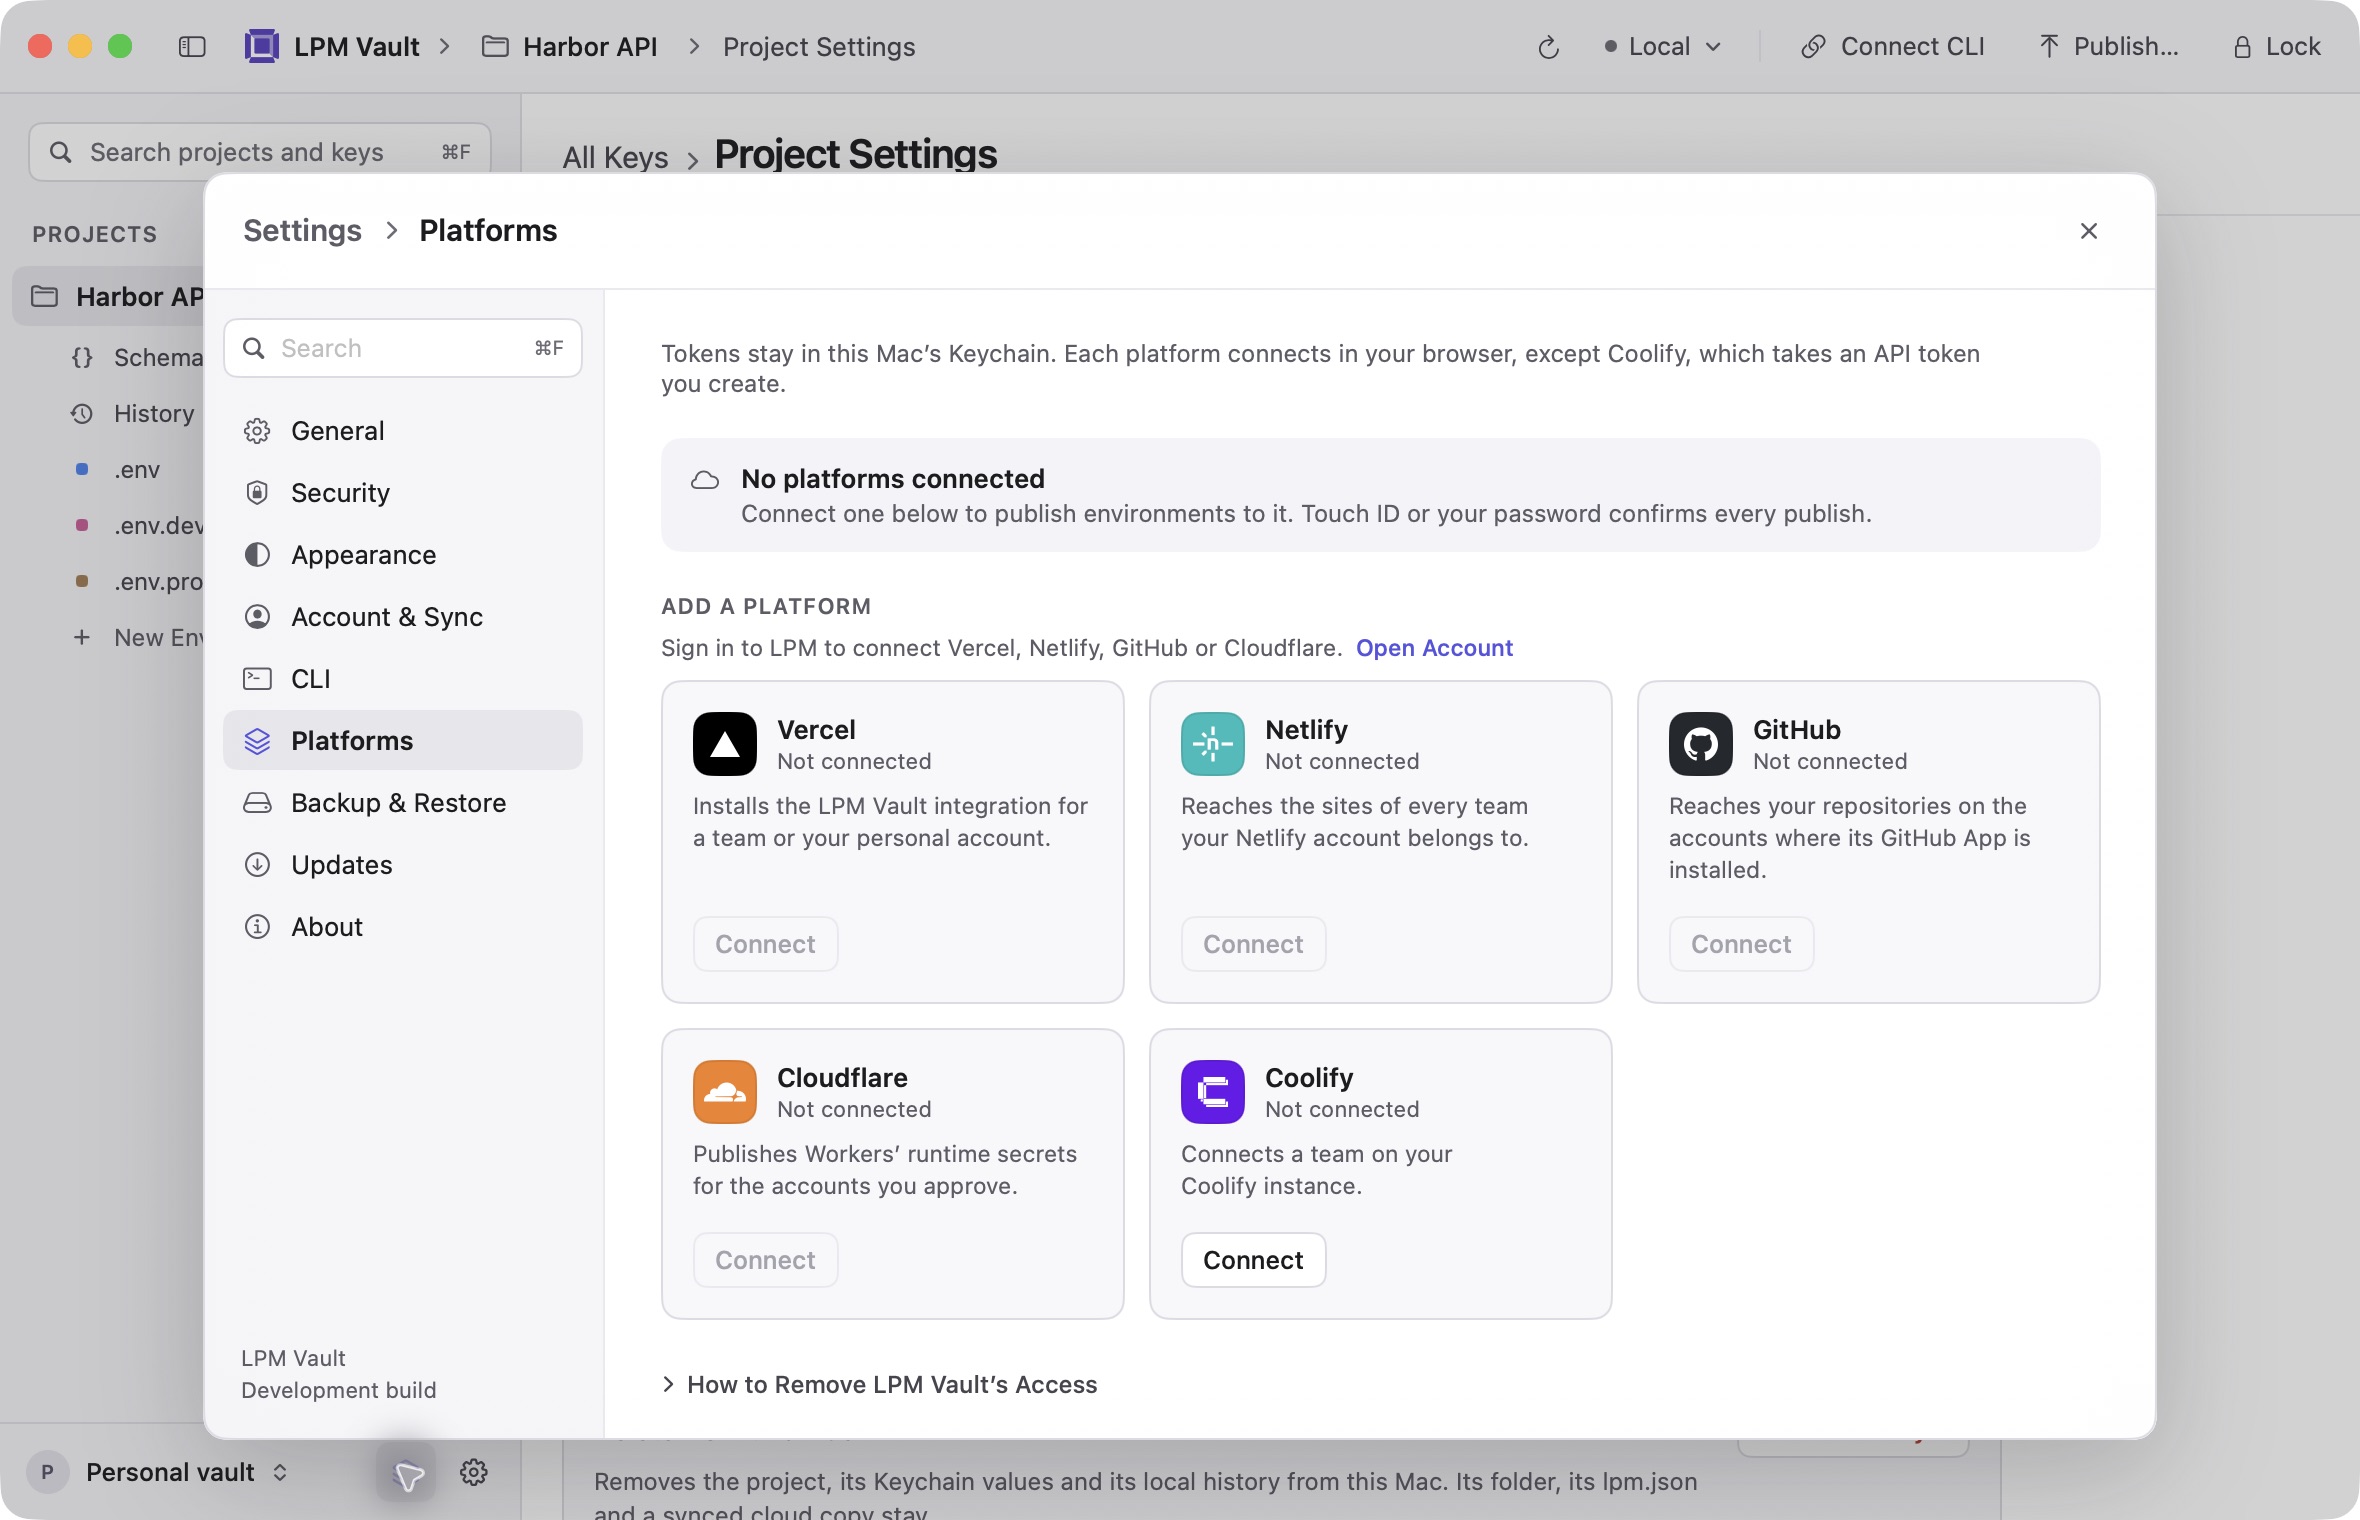 LPM Vault > Harbor API > Project Settings
Local
Connect CLI
Publish...
Lock
Search projects and keys ⌘F
All Keys > Project Settings
PROJECTS
Harbor AP
{} Schema
History
.env
.env.dev
.env.pro
+ New Env
Settings > Platforms
Search ⌘F
General
Security
Appearance
Account & Sync
CLI
Platforms
Backup & Restore
Updates
About
LPM Vault
Development build
Tokens stay in this Mac’s Keychain. Each platform connects in your browser, except Coolify, which takes an API token
you create.
No platforms connected
Connect one below to publish environments to it. Touch ID or your password confirms every publish.
ADD A PLATFORM
Sign in to LPM to connect Vercel, Netlify, GitHub or Cloudflare. Open Account
Vercel
Not connected
Installs the LPM Vault integration for
a team or your personal account.
Connect
Netlify
Not connected
Reaches the sites of every team
your Netlify account belongs to.
Connect
GitHub
Not connected
Reaches your repositories on the
accounts where its GitHub App is
installed.
Connect
Cloudflare
Not connected
Publishes Workers’ runtime secrets
for the accounts you approve.
Connect
Coolify
Not connected
Connects a team on your
Coolify instance.
Connect
> How to Remove LPM Vault’s Access
P Personal vault
Removes the project, its Keychain values and its local history from this Mac. Its folder, its lpm.json
and a synced cloud copy stay